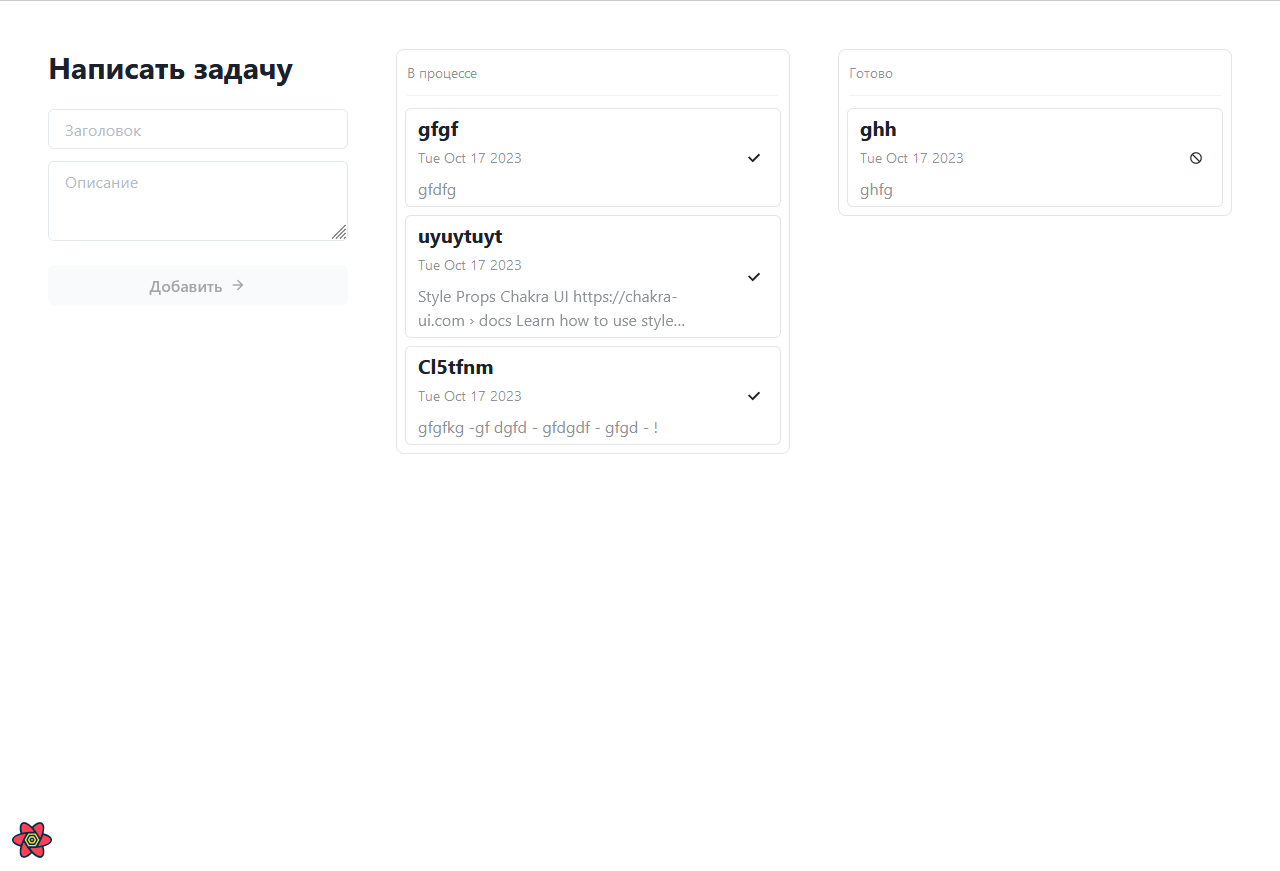 Написать задачу
Заголовок
Описание
Добавить
В процессе
gfgf
Tue Oct 17 2023
gfdfg
uyuytuyt
Tue Oct 17 2023
Style Props Chakra UI https://chakra-
ui.com › docs Learn how to use style...
Cl5tfnm
Tue Oct 17 2023
gfgfkg -gf dgfd - gfdgdf - gfgd - !
Готово
ghh
Tue Oct 17 2023
ghfg